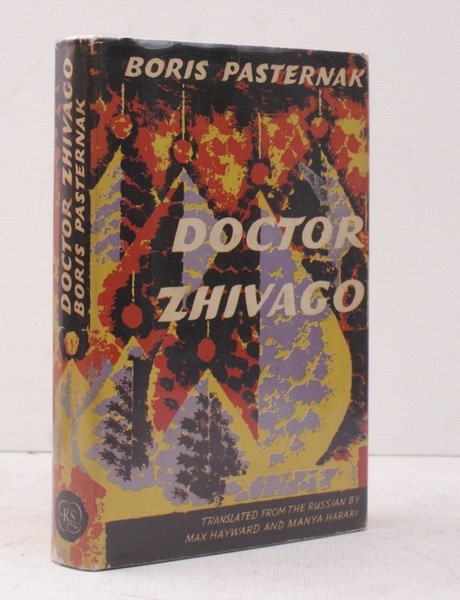 BORIS PASTERNAK
DOCTOR
ZHIVAGO
TRANSLATED FROM THE RUSSIAN BY
MAX HAYWARD AND MANYA HARARI
DOCTOR ZHIVAGO
BORIS PASTERNAK